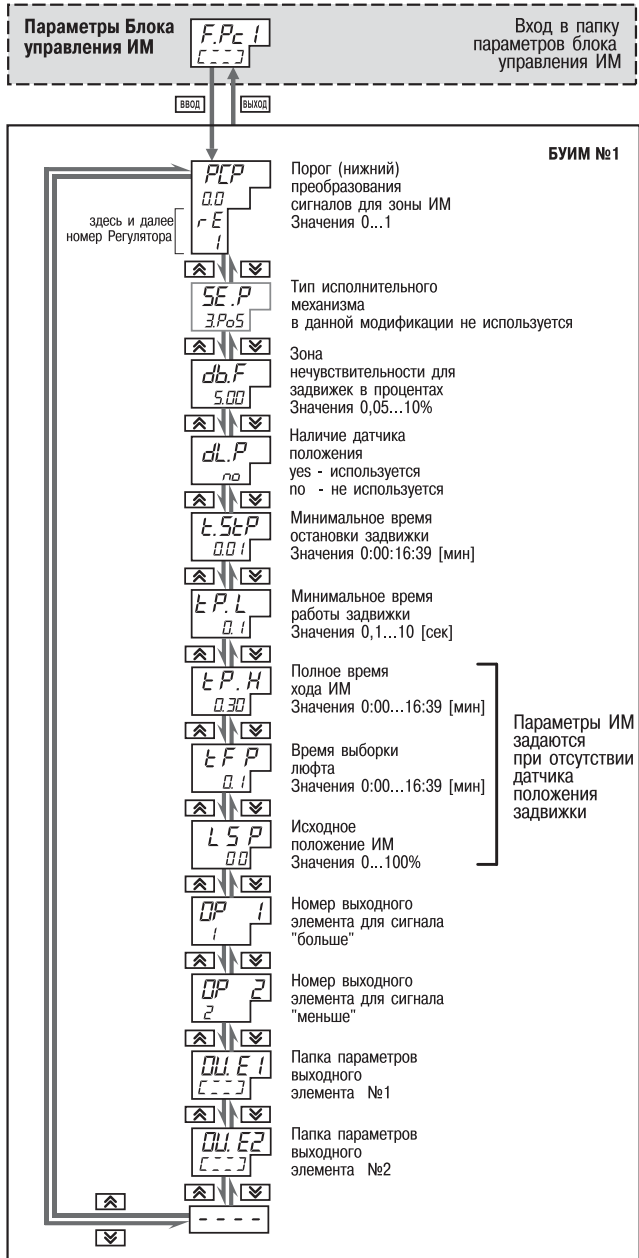 Параметры Блока
управления ИМ
F.Pc 1
[---]
Вход в папку
параметров блока
управления ИМ
ВВОД
ВЫХОД
БУИМ №1
PCP
0.0
rE
1
здесь и далее
номер Регулятора
Порог (нижний)
преобразования
сигналов для зоны ИМ
Значения 0...1
SE.P
3.PoS
Тип исполнительного
механизма
в данной модификации не используется
db.F
5.00
Зона
нечувствительности для
задвижек в процентах
Значения 0,05...10%
dL.P
no
Наличие датчика
положения
yes - используется
no - не используется
t.StP
0.01
Минимальное время
остановки задвижки
Значения 0:00:16:39 [мин]
tP.L
0.1
Минимальное время
работы задвижки
Значения 0,1...10 [сек]
tP.H
0.30
Полное время
хода ИМ
Значения 0:00...16:39 [мин]
tFP
0.1
Время выборки
люфта
Значения 0:00...16:39 [мин]
LSP
00
Исходное
положение ИМ
Значения 0...100%
Параметры ИМ
задаются
при отсутствии
датчика
положения
задвижки
OP 1
1
Номер выходного
элемента для сигнала
"больше"
OP 2
2
Номер выходного
элемента для сигнала
"меньше"
OU.E1
[---]
Папка параметров
выходного
элемента №1
OU.E2
[---]
Папка параметров
выходного
элемента №2
----